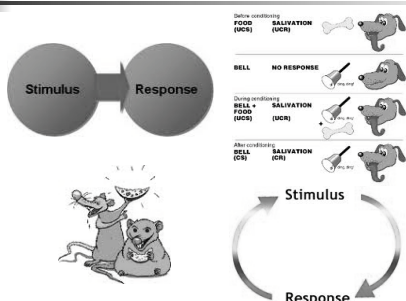 Stimulus
Response
Before conditioning
FOOD SALIVATION
(UCS) (UCR)
BELL NO RESPONSE
During conditioning
BELL + SALIVATION
FOOD
(UCS) (UCR)
+
After conditioning
BELL SALIVATION
(CS) (CR)
Stimulus
Response